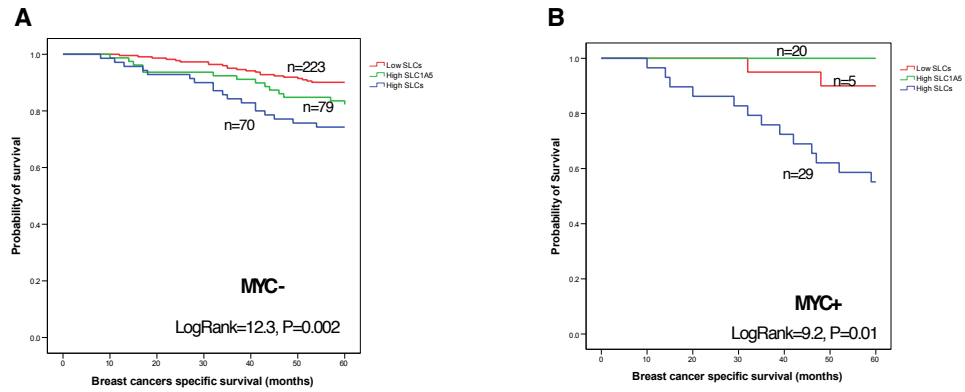 A
1.0
0.8
0.6
0.4
0.2
0.0
Probability of survival
n=223
n=79
n=70
MYC-
LogRank=12.3, P=0.002
0 10 20 30 40 50 60
Breast cancers specific survival (months)
Low SLCs
High SLC1A5
High SLCs
B
1.0
0.8
0.6
0.4
0.2
0.0
Probability of Survival
n=20
n=5
n=29
MYC+
LogRank=9.2, P=0.01
0 10 20 30 40 50 60
Breast cancer specific survival (months)
Low SLCs
High SLC1A5
High SLCs